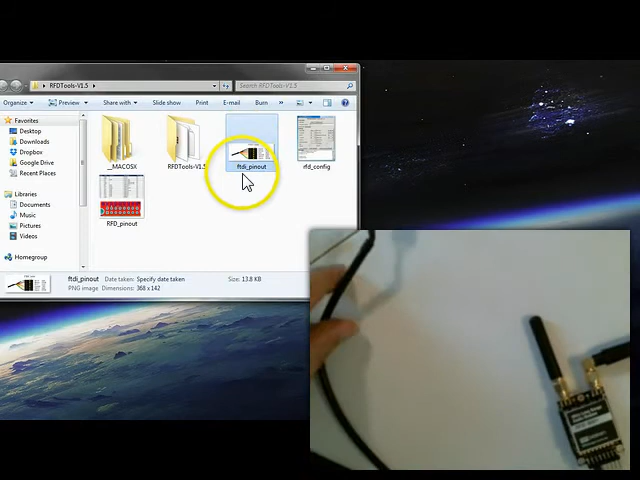 RFDTools-V1.5
Search RFDTools-V1.5
Organize Preview Share with Slide show Print E-mail Burn »
Favorites
Desktop
Downloads
Dropbox
Google Drive
Recent Places
Libraries
Documents
Music
Pictures
Videos
Homegroup
__MACOSX
RFDTools-V1.5
ftdi_pinout
rfd_config
RFD_pinout
ftdi_pinout Date taken: Specify date taken Size: 13.8 KB
PNG image Dimensions: 368 x 142